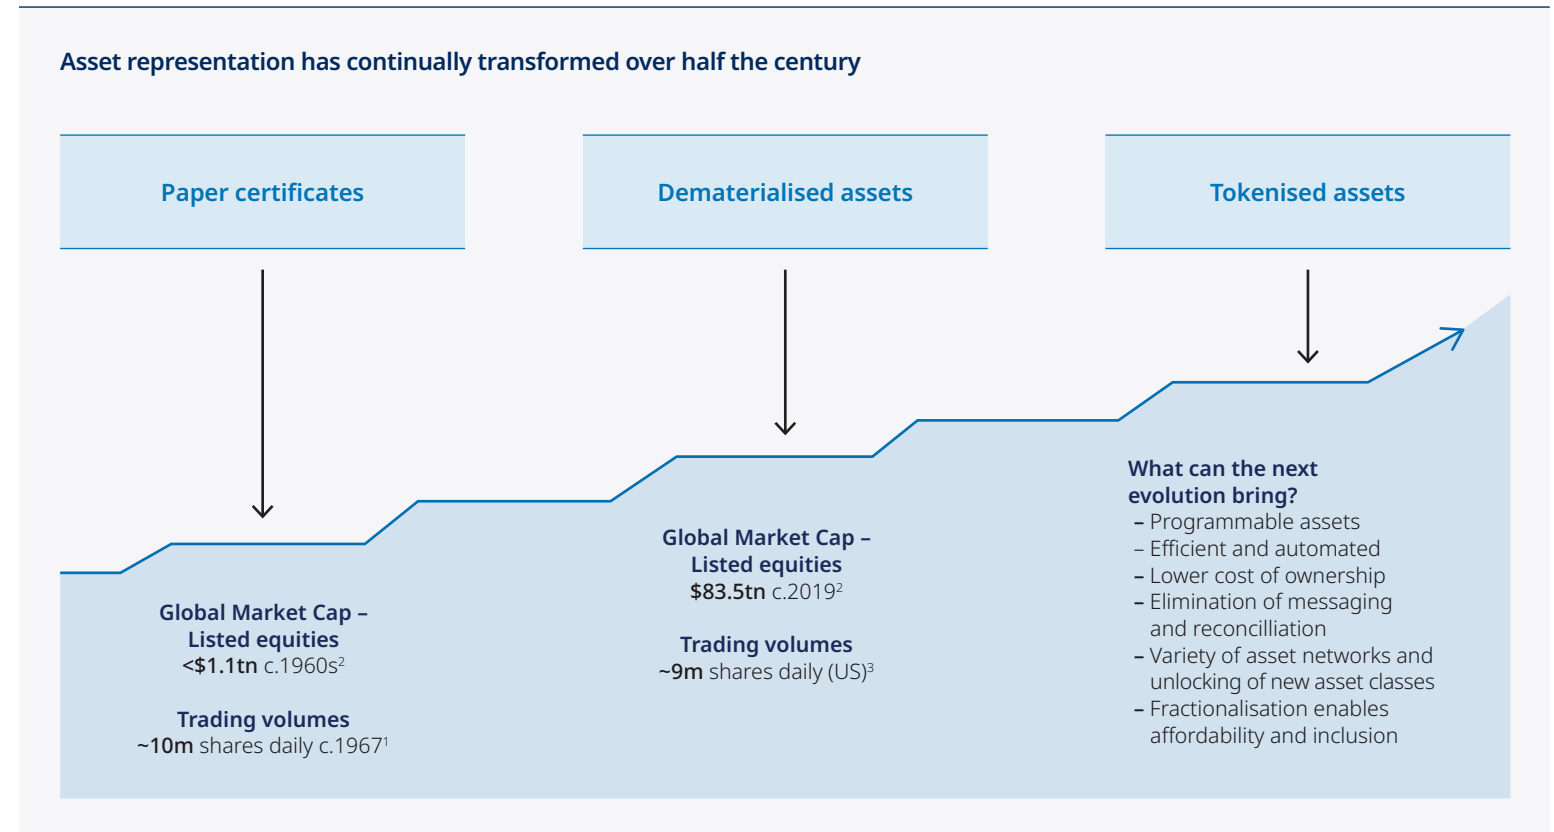 Asset representation has continually transformed over half the century
Paper certificates
Dematerialised assets
Tokenised assets
Global Market Cap –
Listed equities
<$1.1tn c.1960s²
Trading volumes
~10m shares daily c.1967¹
Global Market Cap –
Listed equities
$83.5tn c.2019²
Trading volumes
~9m shares daily (US)³
What can the next
evolution bring?
– Programmable assets
– Efficient and automated
– Lower cost of ownership
– Elimination of messaging
and reconcilliation
– Variety of asset networks and
unlocking of new asset classes
– Fractionalisation enables
affordability and inclusion